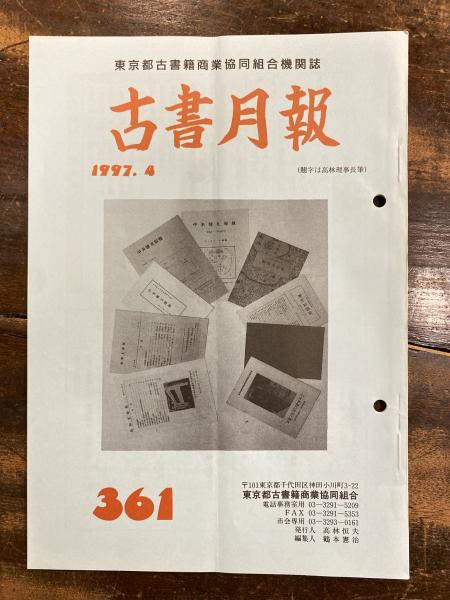 東京都古書籍商業協同組合機関誌
古書月報
1997. 4
(題字は高林理事長筆)
361
〒101東京都千代田区神田小川町3-22
東京都古書籍商業協同組合
電話事務室用 03―3291―5209
FAX 03―3291―5353
市会専用 03―3293―0161
発行人 高林恒夫
編集人 鶴本憲治